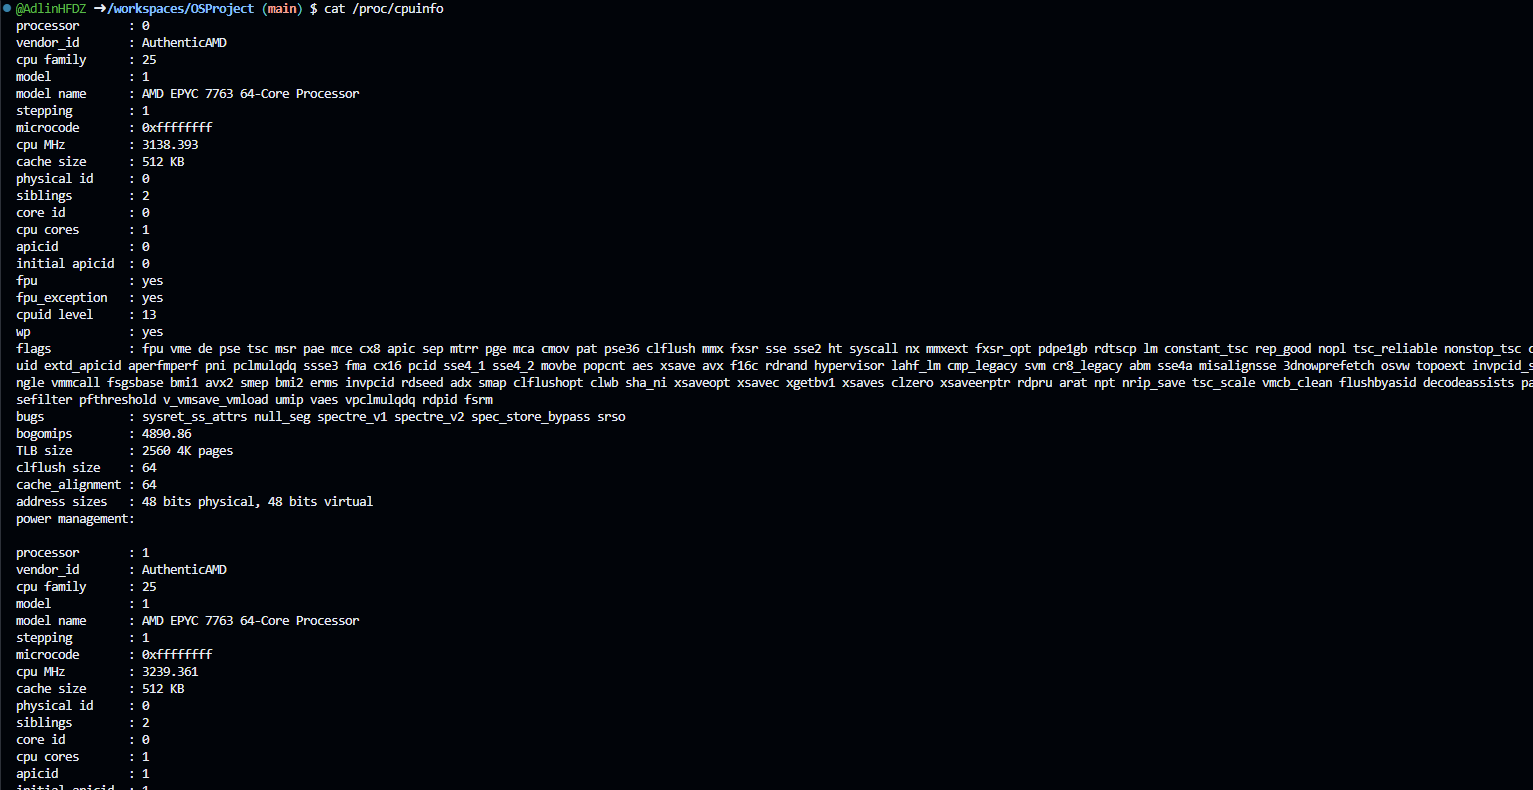 @AdlinHFDZ ➜/workspaces/OSProject (main) $ cat /proc/cpuinfo
processor : 0
vendor_id : AuthenticAMD
cpu family : 25
model : 1
model name : AMD EPYC 7763 64-Core Processor
stepping : 1
microcode : 0xffffffff
cpu MHz : 3138.393
cache size : 512 KB
physical id : 0
siblings : 2
core id : 0
cpu cores : 1
apicid : 0
initial apicid : 0
fpu : yes
fpu_exception : yes
cpuid level : 13
wp : yes
flags : fpu vme de pse tsc msr pae mce cx8 apic sep mtrr pge mca cmov pat pse36 clflush mmx fxsr sse sse2 ht syscall nx mmxext fxsr_opt pdpe1gb rdtscp lm constant_tsc rep_good nopl tsc_reliable nonstop_tsc c
uid extd_apicid aperfmperf pni pclmulqdq ssse3 fma cx16 pcid sse4_1 sse4_2 movbe popcnt aes xsave avx f16c rdrand hypervisor lahf_lm cmp_legacy svm cr8_legacy abm sse4a misalignsse 3dnowprefetch osvw topoext invpcid_s
ngle vmmcall fsgsbase bmi1 avx2 smep bmi2 erms invpcid rdseed adx smap clflushopt clwb sha_ni xsaveopt xsavec xgetbv1 xsaves clzero xsaveerptr rdpru arat npt nrip_save tsc_scale vmcb_clean flushbyasid decodeassists pa
sefilter pfthreshold v_vmsave_vmload umip vaes vpclmulqdq rdpid fsrm
bugs : sysret_ss_attrs null_seg spectre_v1 spectre_v2 spec_store_bypass srso
bogomips : 4890.86
TLB size : 2560 4K pages
clflush size : 64
cache_alignment : 64
address sizes : 48 bits physical, 48 bits virtual
power management:
processor : 1
vendor_id : AuthenticAMD
cpu family : 25
model : 1
model name : AMD EPYC 7763 64-Core Processor
stepping : 1
microcode : 0xffffffff
cpu MHz : 3239.361
cache size : 512 KB
physical id : 0
siblings : 2
core id : 0
cpu cores : 1
apicid : 1
initial apicid : 1